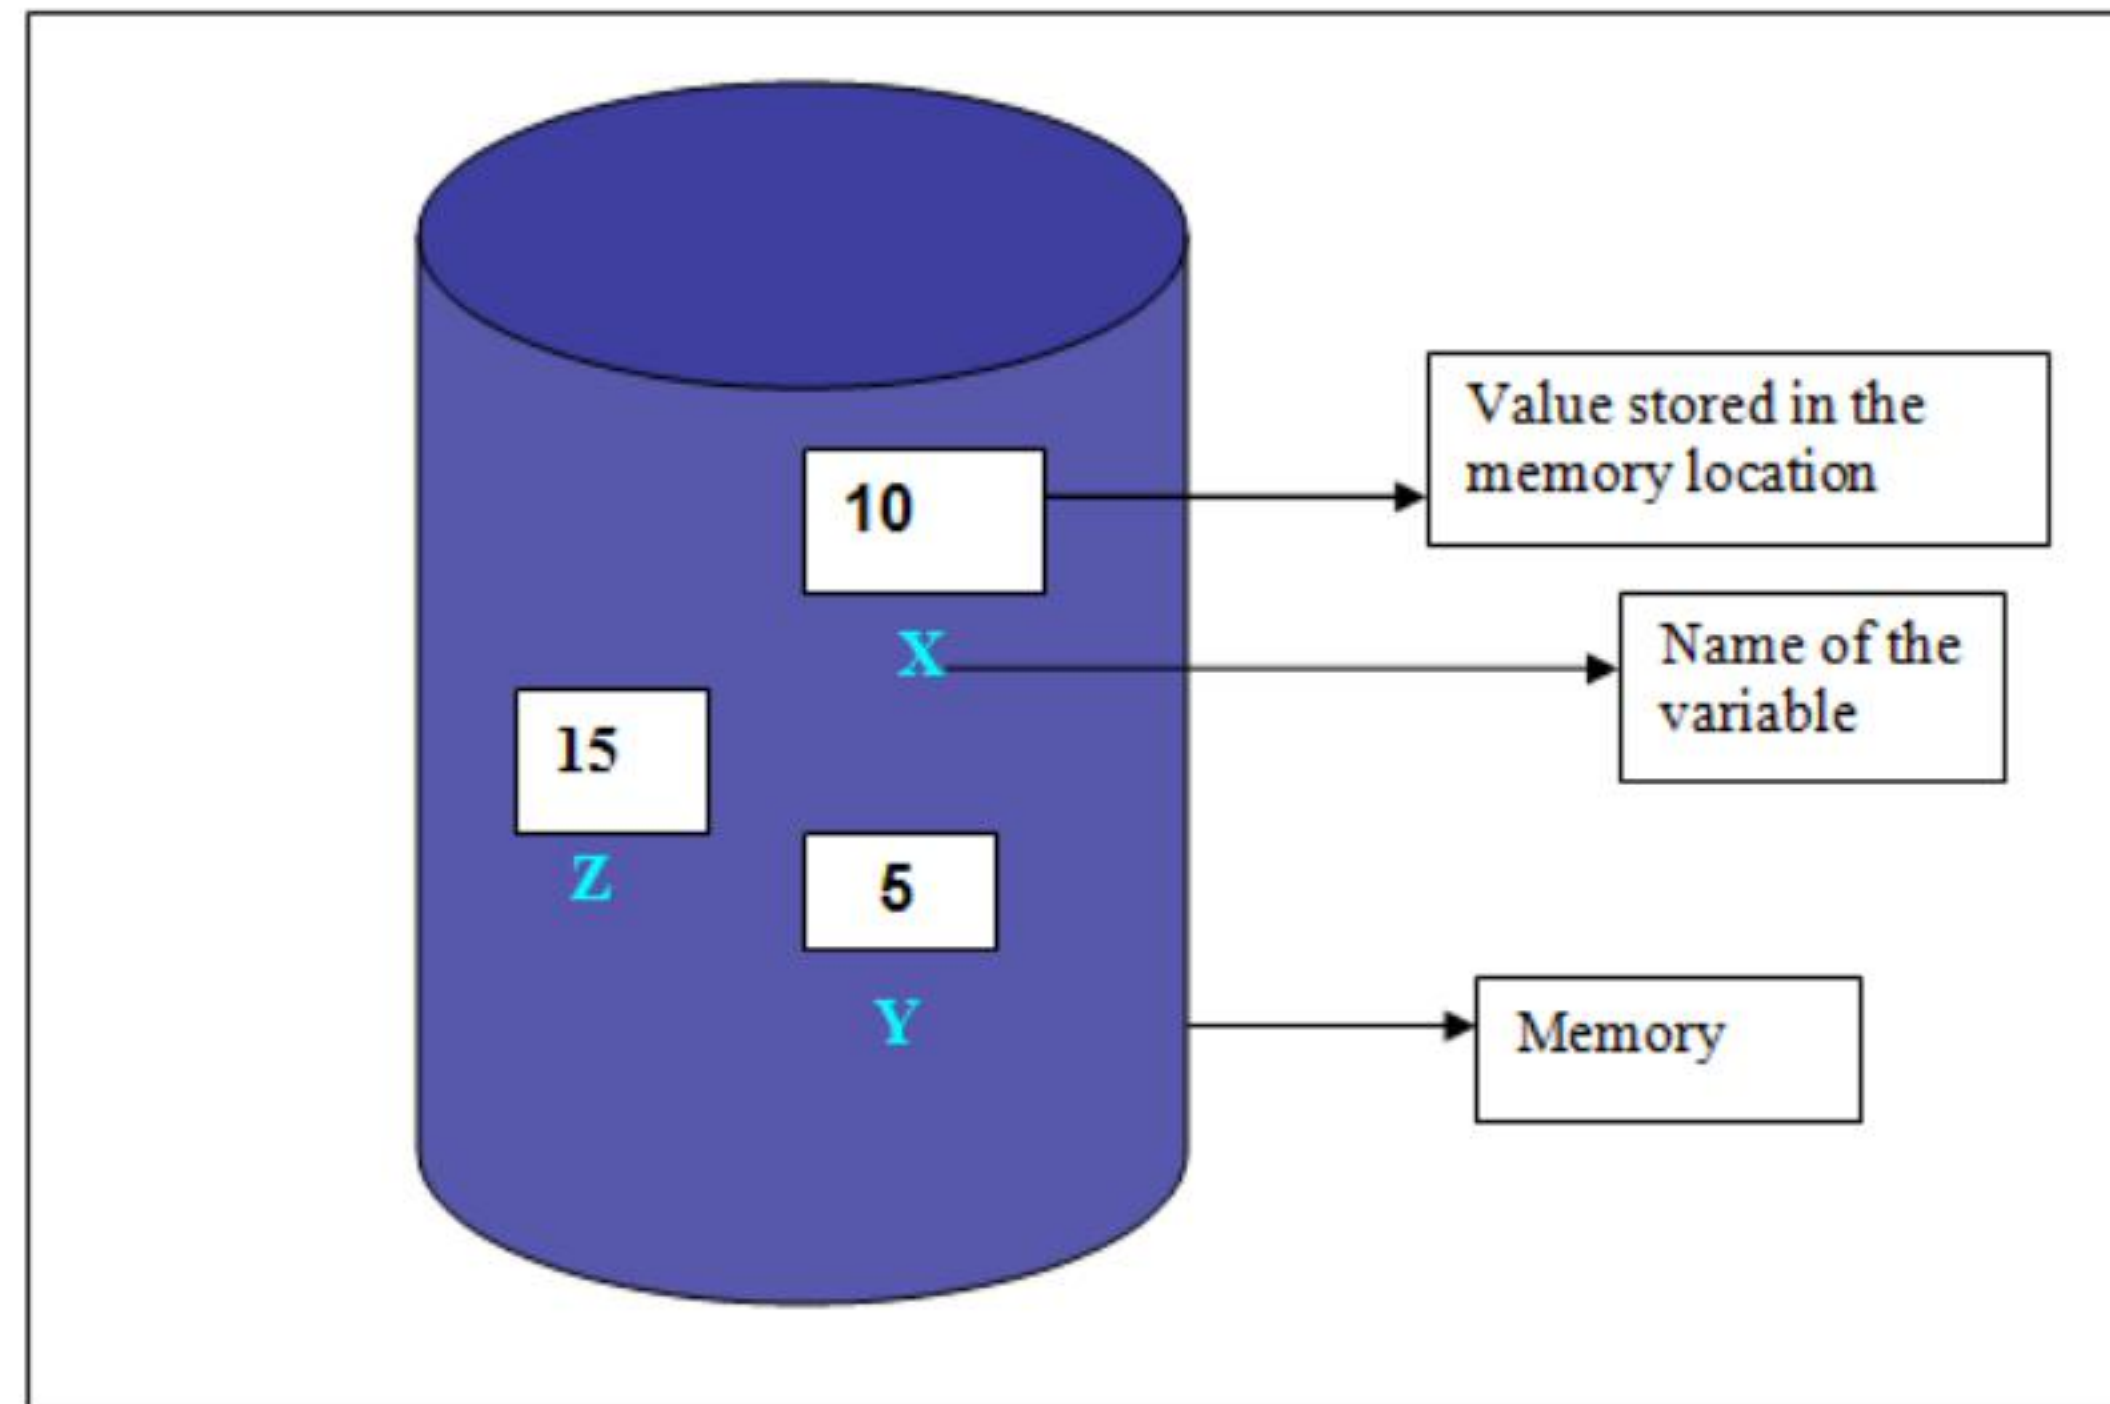 Value stored in the
memory location
10
X
Name of the
variable
15
Z
5
Y
Memory